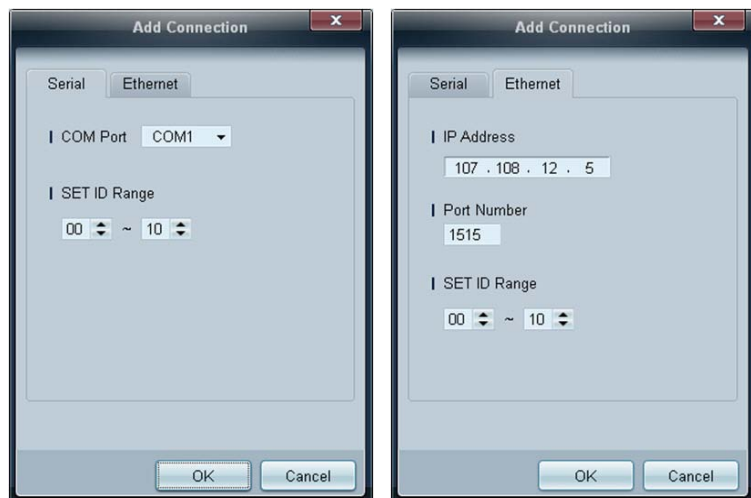 Add Connection
x
Serial Ethernet
COM Port COM1
SET ID Range
00 ~ 10
OK Cancel
Add Connection
x
Serial Ethernet
IP Address
107 . 108 . 12 . 5
Port Number
1515
SET ID Range
00 ~ 10
OK Cancel